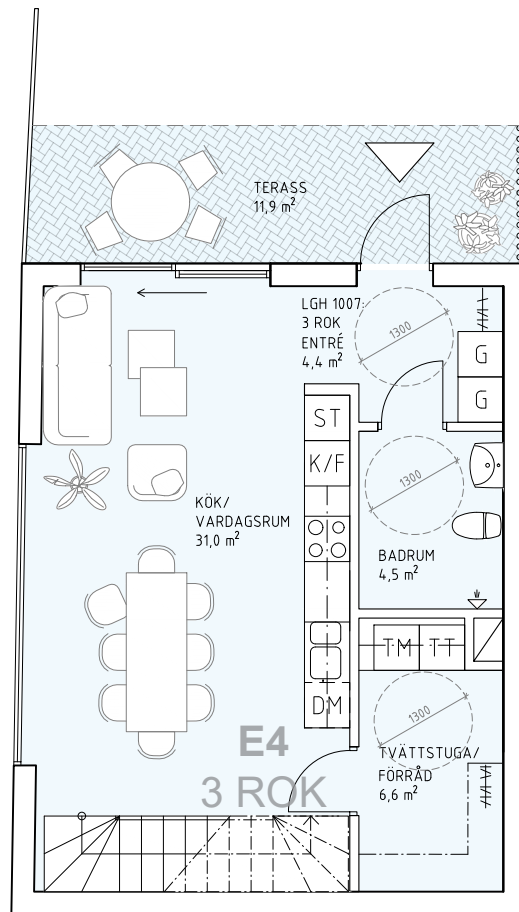 TERASS
11,9 m²
LGH 1007:
3 ROK
ENTRÉ
4,4 m²
1300
G
G
ST
K/F
1300
KÖK/
VARDAGSRUM
31,0 m²
BADRUM
4,5 m²
TM TT
DM
1300
E4
3 ROK
TVÄTTSTUGA/
FÖRRÅD
6,6 m²